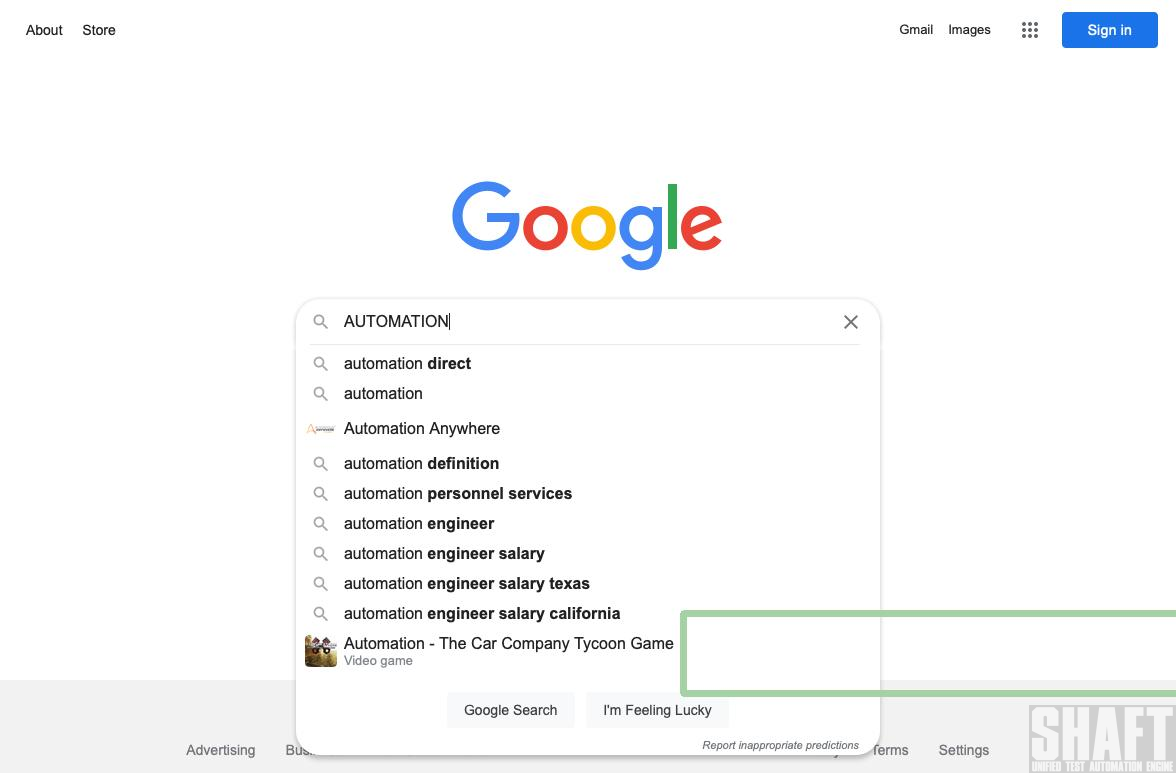 About Store Gmail Images Sign in
Google
AUTOMATION
automation direct
automation
Automation Anywhere
automation definition
automation personnel services
automation engineer
automation engineer salary
automation engineer salary texas
automation engineer salary california
Automation - The Car Company Tycoon Game
Video game
Google Search I'm Feeling Lucky
Report inappropriate predictions
Advertising Terms Settings
SHAFT
UNIFIED TEST AUTOMATION ENGINE